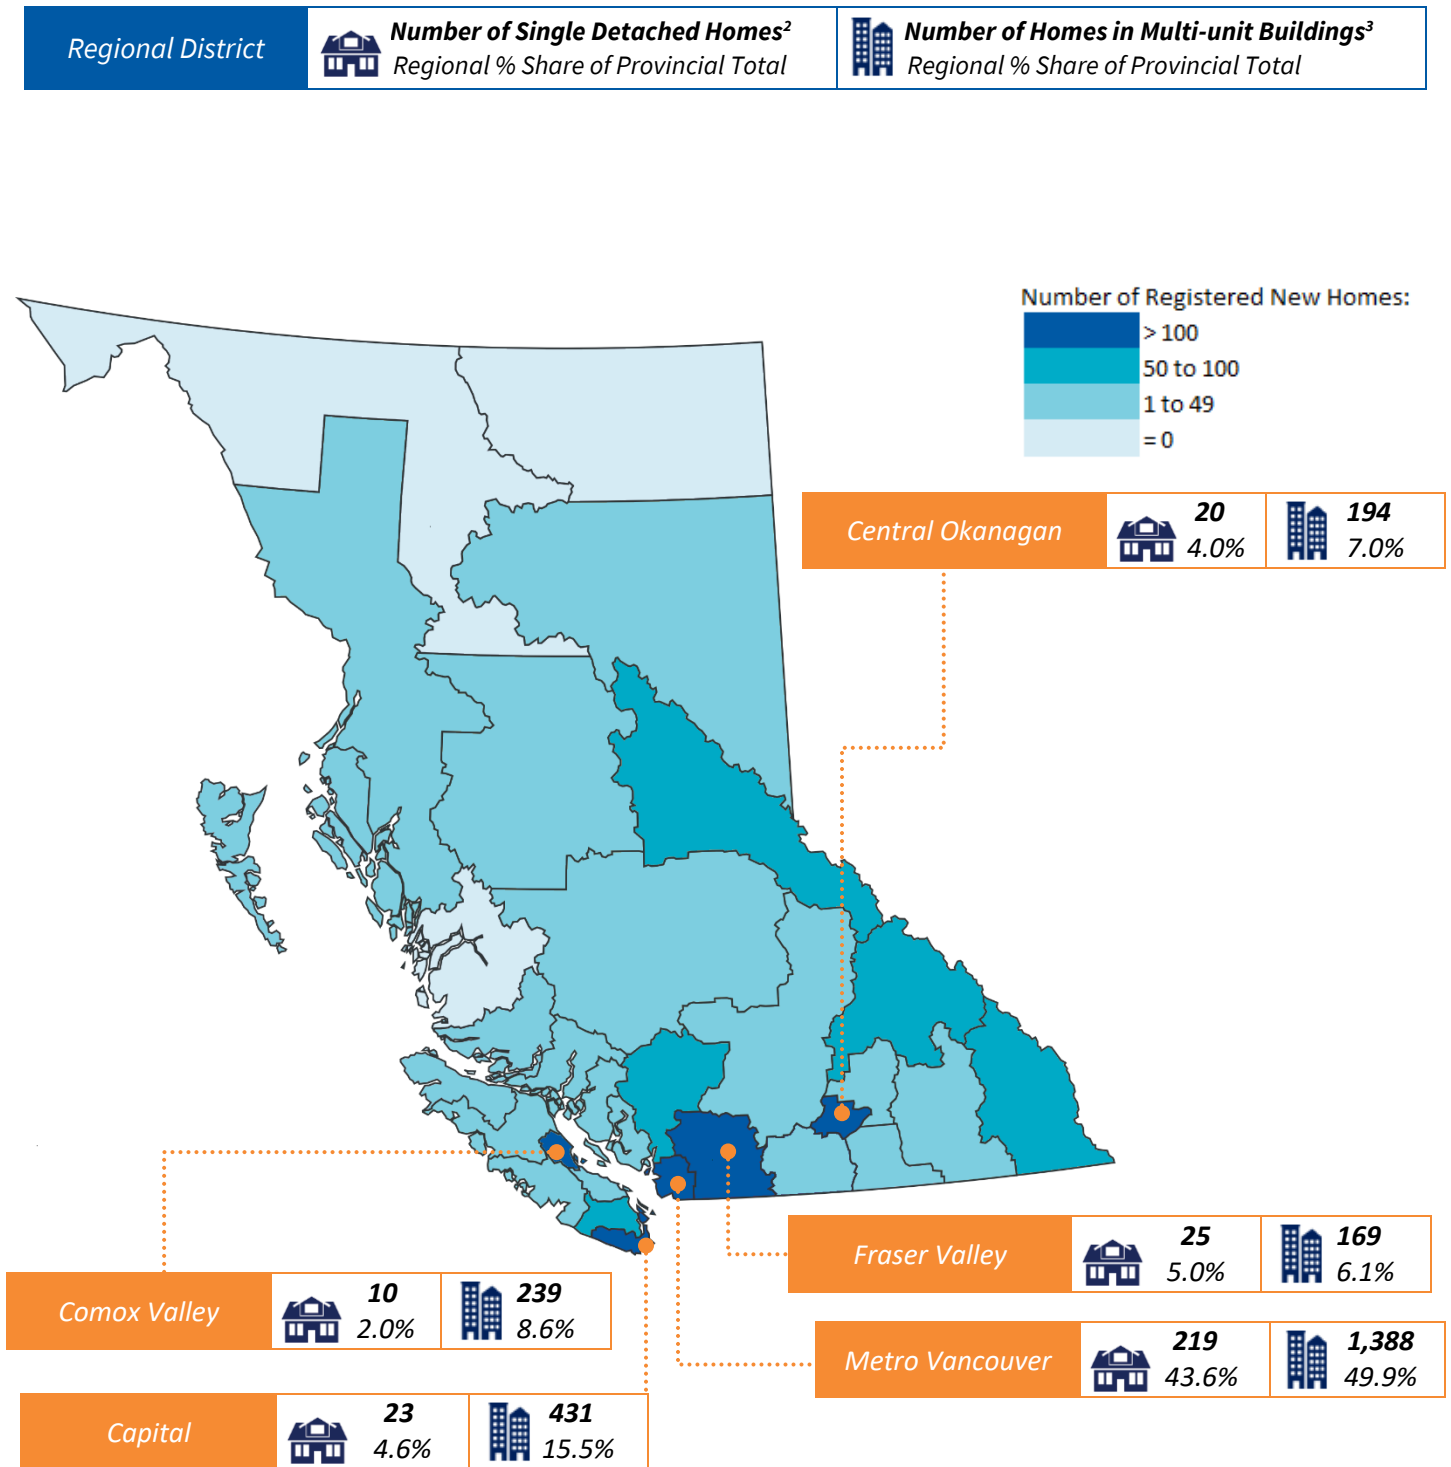 Regional District
Number of Single Detached Homes²
Regional % Share of Provincial Total
Number of Homes in Multi-unit Buildings³
Regional % Share of Provincial Total
Number of Registered New Homes:
> 100
50 to 100
1 to 49
= 0
Central Okanagan
20
4.0%
194
7.0%
Fraser Valley
25
5.0%
169
6.1%
Comox Valley
10
2.0%
239
8.6%
Metro Vancouver
219
43.6%
1,388
49.9%
Capital
23
4.6%
431
15.5%